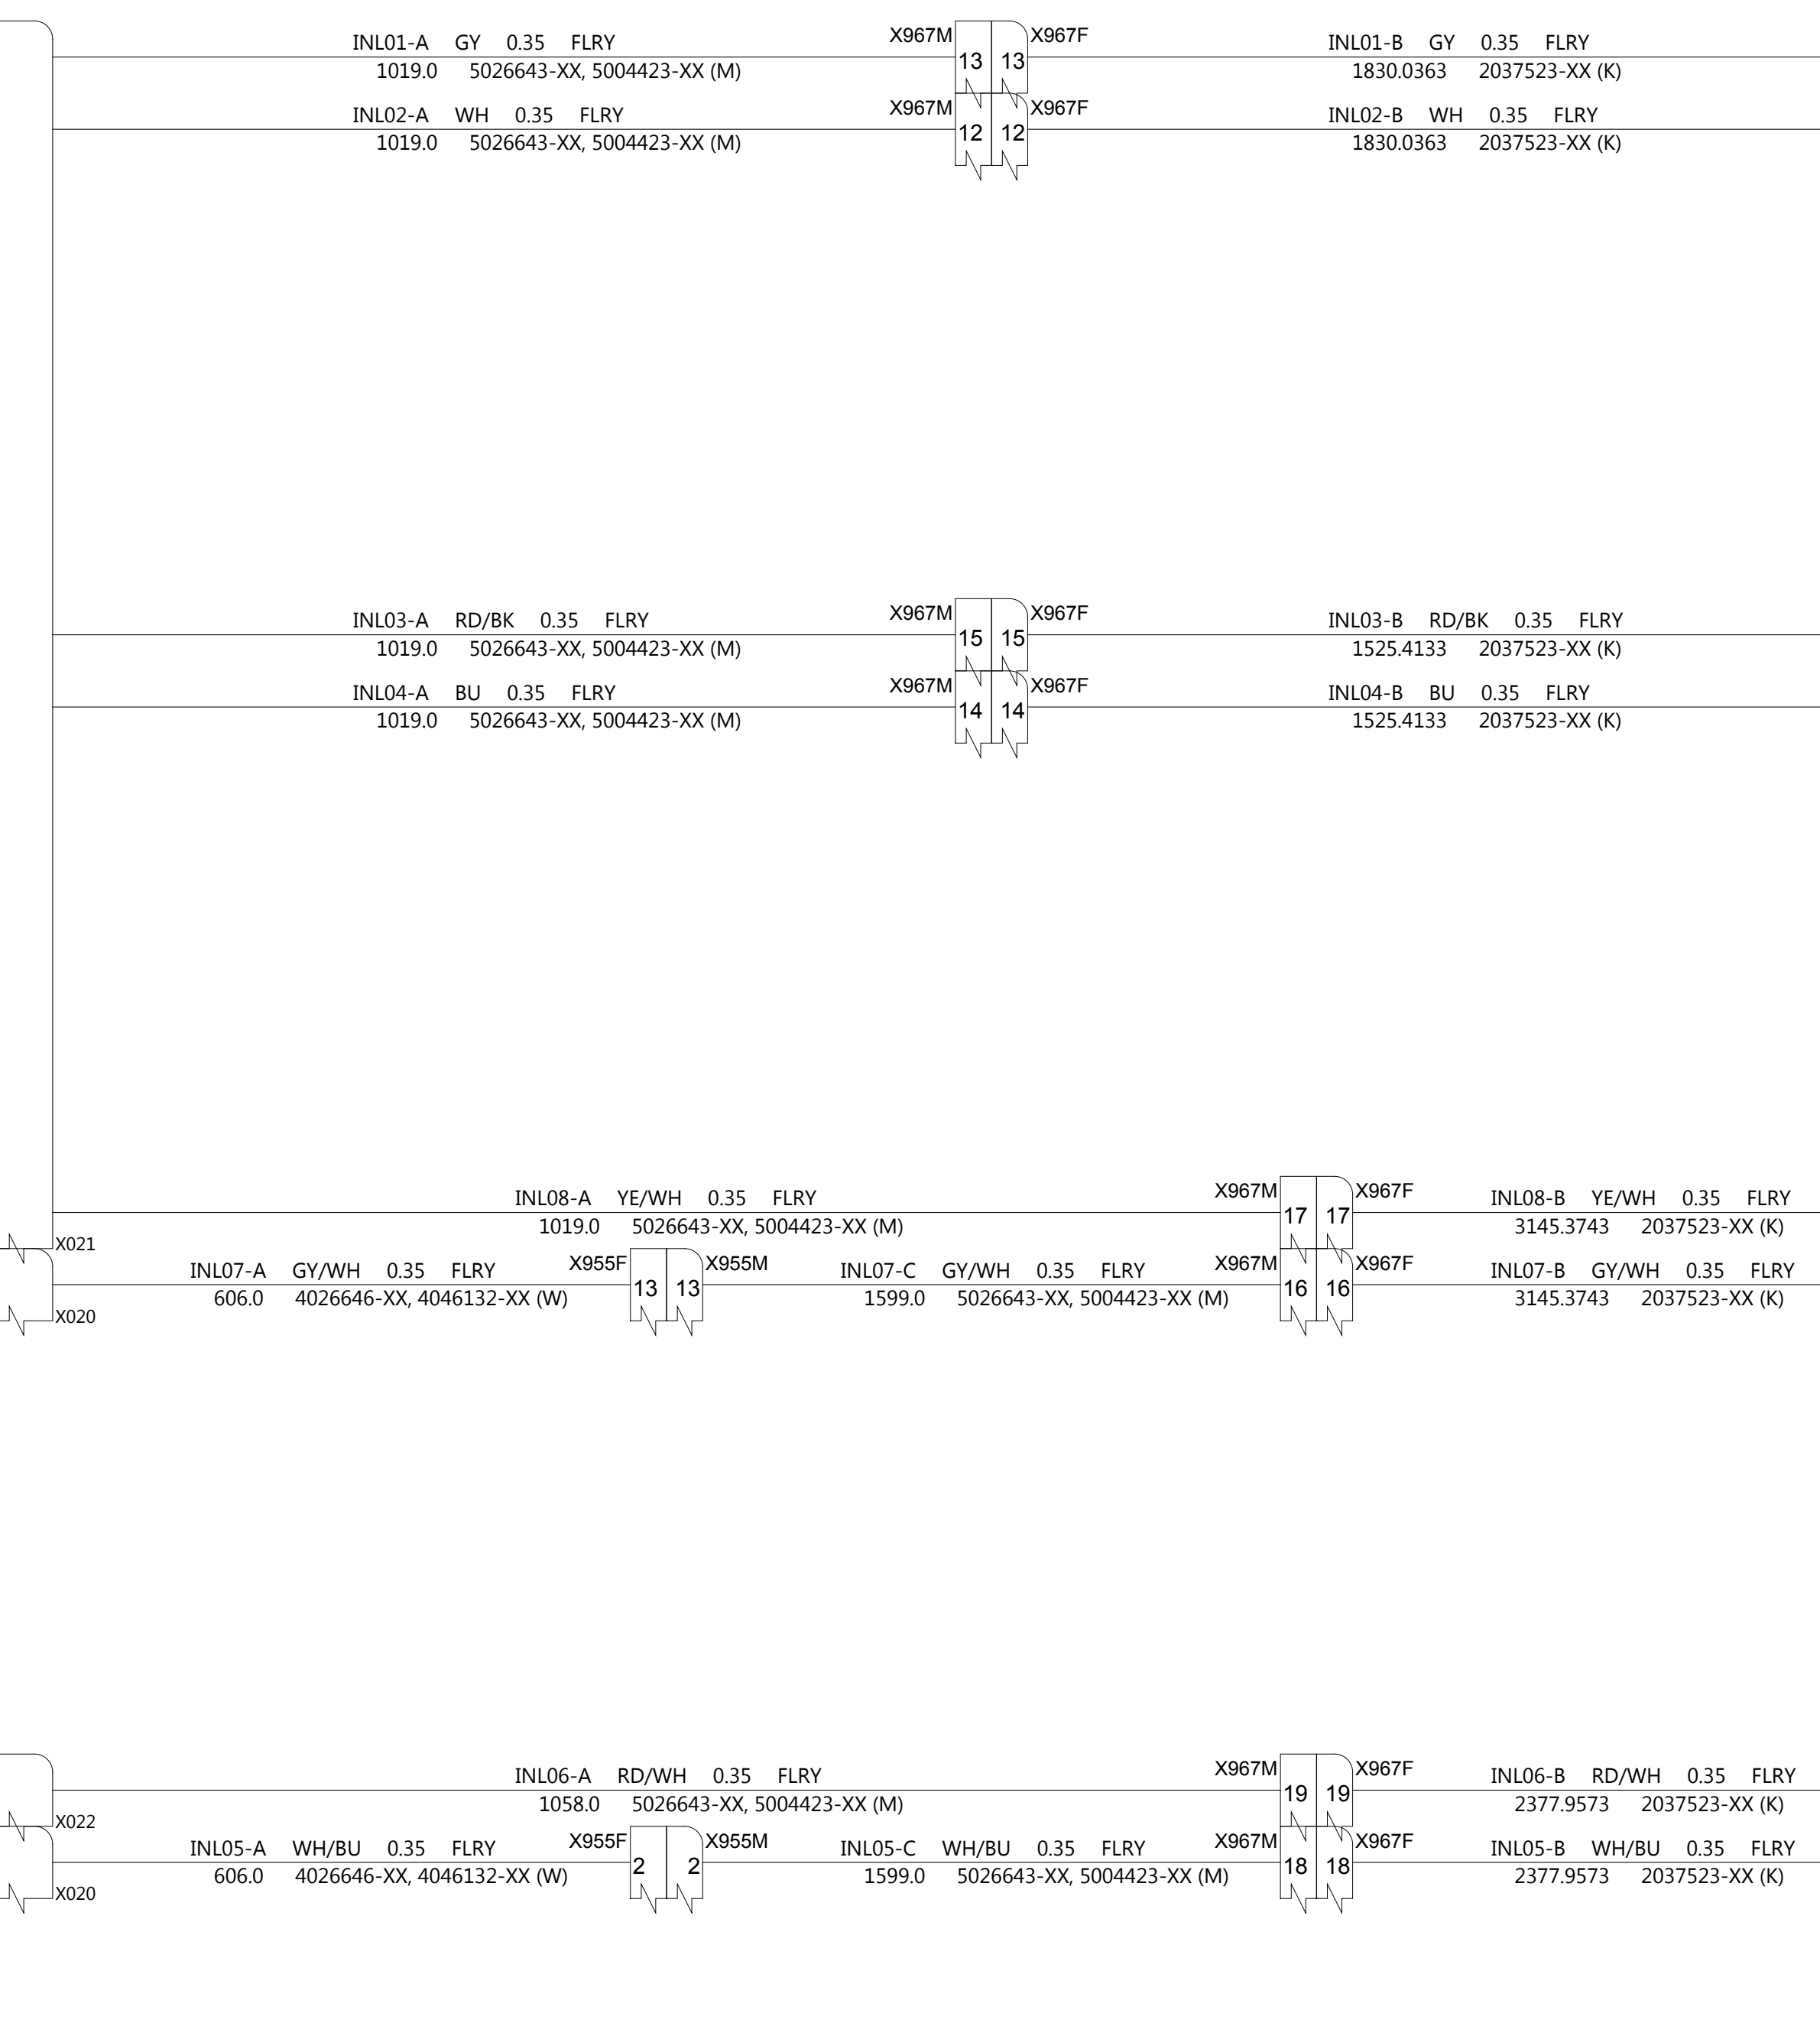 INL01-A GY 0.35 FLRY X967M X967F INL01-B GY 0.35 FLRY
13 13
1019.0 5026643-XX, 5004423-XX (M) 1830.0363 2037523-XX (K)
INL02-A WH 0.35 FLRY X967M X967F INL02-B WH 0.35 FLRY
12 12
1019.0 5026643-XX, 5004423-XX (M) 1830.0363 2037523-XX (K)
INL03-A RD/BK 0.35 FLRY X967M X967F INL03-B RD/BK 0.35 FLRY
15 15
1019.0 5026643-XX, 5004423-XX (M) 1525.4133 2037523-XX (K)
INL04-A BU 0.35 FLRY X967M X967F INL04-B BU 0.35 FLRY
14 14
1019.0 5026643-XX, 5004423-XX (M) 1525.4133 2037523-XX (K)
INL08-A YE/WH 0.35 FLRY X967M X967F INL08-B YE/WH 0.35 FLRY
17 17
1019.0 5026643-XX, 5004423-XX (M) 3145.3743 2037523-XX (K)
X021
INL07-A GY/WH 0.35 FLRY X955F X955M INL07-C GY/WH 0.35 FLRY X967M X967F INL07-B GY/WH 0.35 FLRY
13 13 16 16
606.0 4026646-XX, 4046132-XX (W) 1599.0 5026643-XX, 5004423-XX (M) 3145.3743 2037523-XX (K)
X020
INL06-A RD/WH 0.35 FLRY X967M X967F INL06-B RD/WH 0.35 FLRY
19 19
1058.0 5026643-XX, 5004423-XX (M) 2377.9573 2037523-XX (K)
X022
INL05-A WH/BU 0.35 FLRY X955F X955M INL05-C WH/BU 0.35 FLRY X967M X967F INL05-B WH/BU 0.35 FLRY
2 2 18 18
606.0 4026646-XX, 4046132-XX (W) 1599.0 5026643-XX, 5004423-XX (M) 2377.9573 2037523-XX (K)
X020